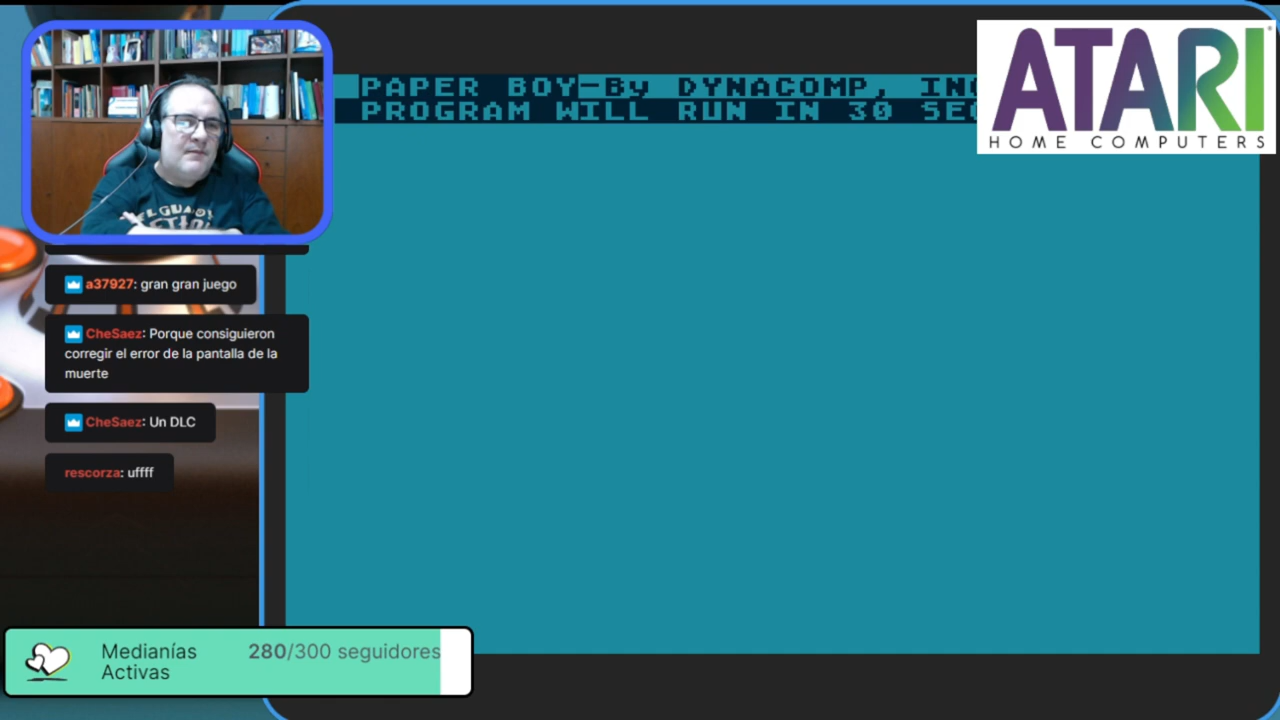 PAPER BOY-By DYNACOMP, INC
PROGRAM WILL RUN IN 30 SEC
ATARI
HOME COMPUTERS
EL GUARDI
a37927: gran gran juego
CheSaez: Porque consiguieron
corregir el error de la pantalla de la
muerte
CheSaez: Un DLC
rescorza: uffff
Medianías
Activas
280/300 seguidores